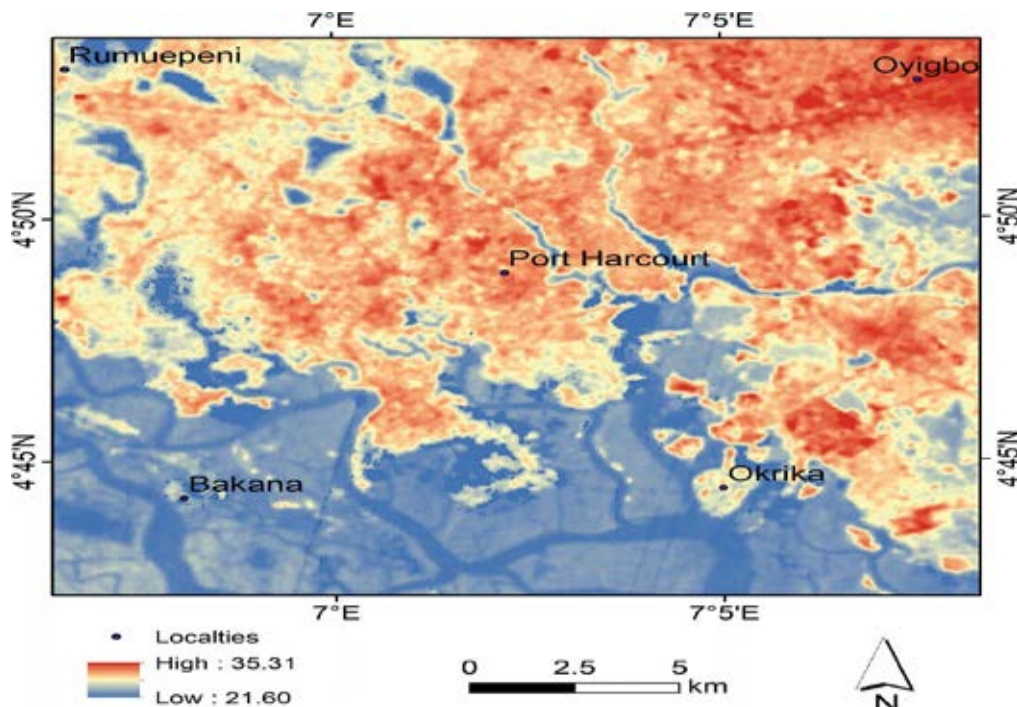 7°E 7°5'E
Rumuepeni
Oyigbo
4°50'N 4°50'N
Port Harcourt
4°45'N 4°45'N
Bakana
Okrika
7°E 7°5'E
Localties
High : 35.31
Low : 21.60
0 2.5 5
km
N